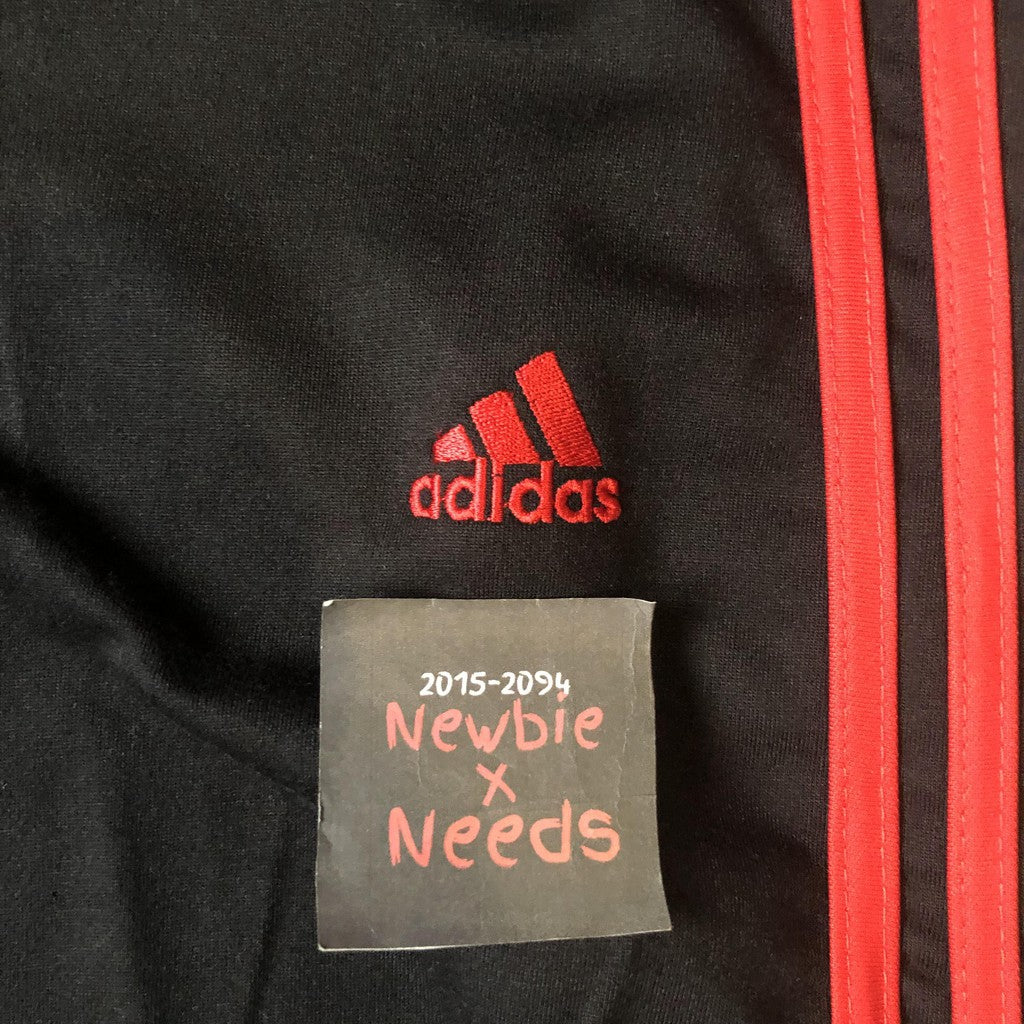 adidas
2015-2094
Newbie
x
Needs